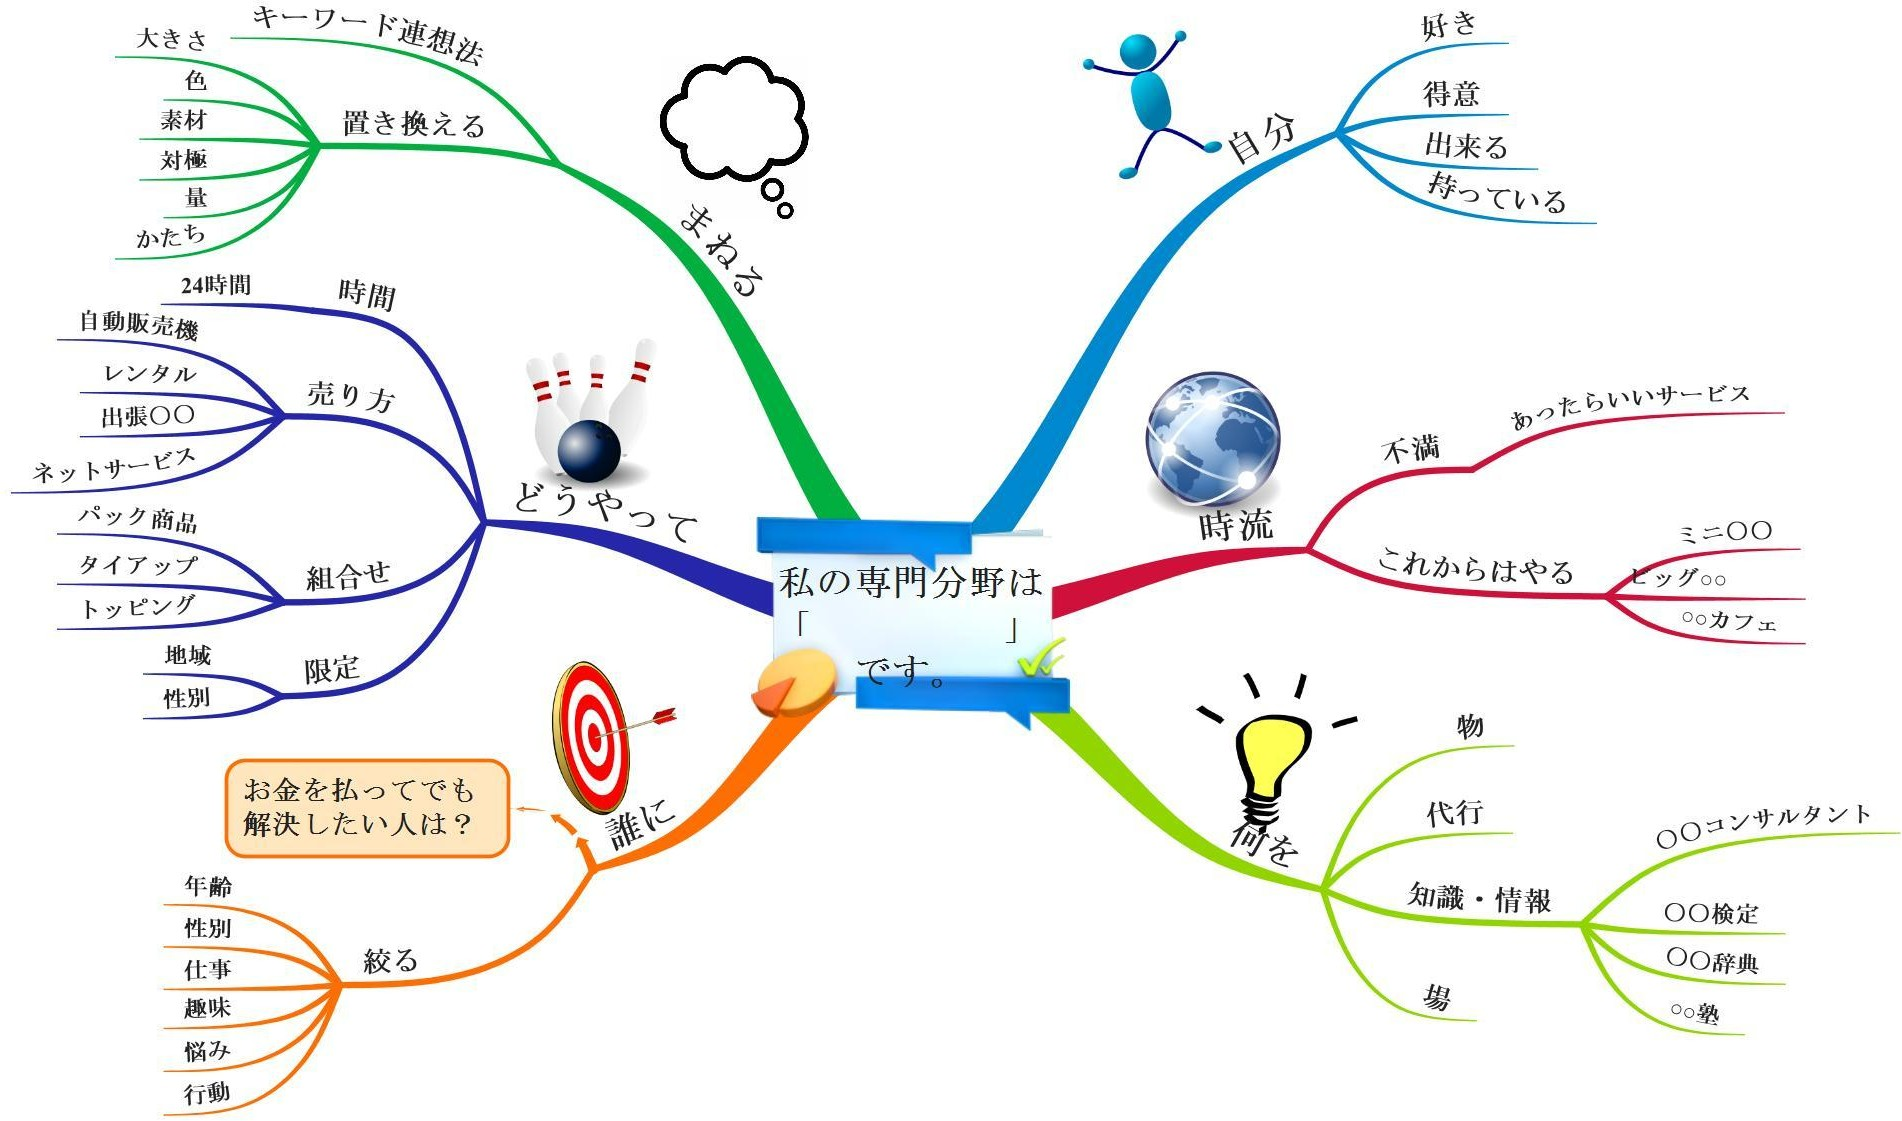 私の専門分野は
「　　　　　」
です。
自分
好き
得意
出来る
持っている
時流
不満
あったらいいサービス
これからはやる
ミニ〇〇
ビッグ○○
○○カフェ
何を
物
代行
知識・情報
〇〇コンサルタント
〇〇検定
〇〇辞典
○○塾
場
誰に
お金を払ってでも
解決したい人は？
絞る
年齢
性別
仕事
趣味
悩み
行動
どうやって
時間
24時間
売り方
自動販売機
レンタル
出張〇〇
ネットサービス
組合せ
パック商品
タイアップ
トッピング
限定
地域
性別
まねる
キーワード連想法
置き換える
大きさ
色
素材
対極
量
かたち